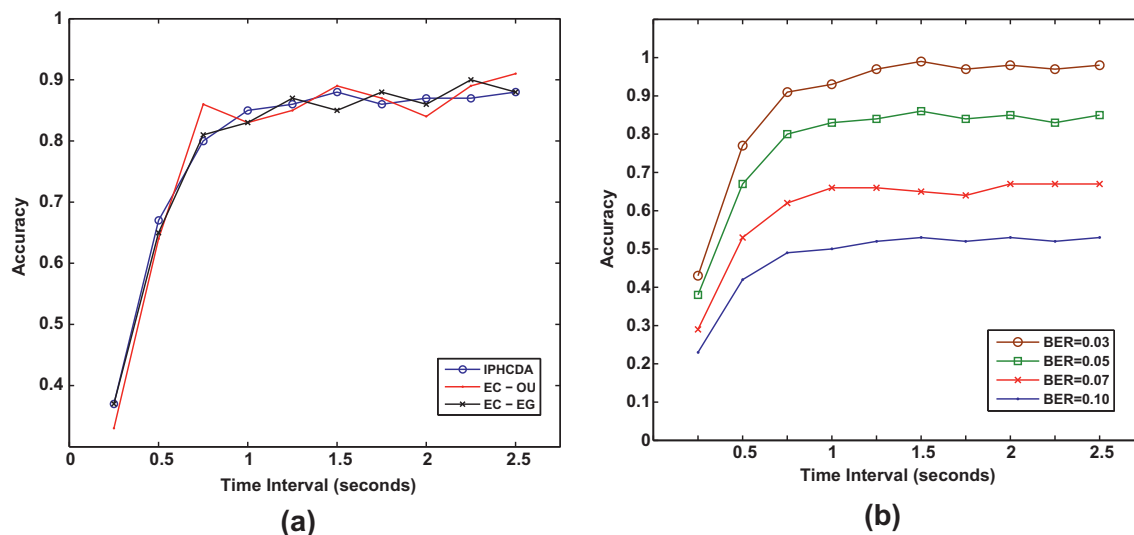 1
0.9
0.8
0.7
0.6
0.5
0.4
Accuracy
0 0.5 1 1.5 2 2.5
Time Interval (seconds)
IPHCDA
EC − OU
EC − EG
(a)
1
0.9
0.8
0.7
0.6
0.5
0.4
0.3
0.2
0.1
0
Accuracy
0.5 1 1.5 2 2.5
Time Interval (seconds)
BER=0.03
BER=0.05
BER=0.07
BER=0.10
(b)